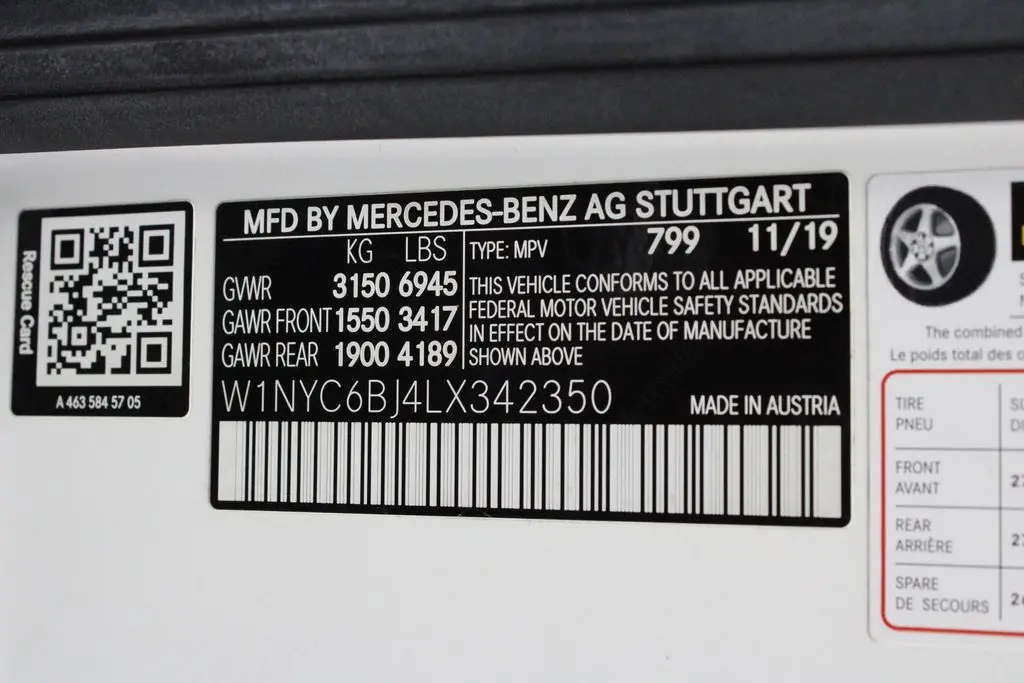 Rescue Card
A 463 584 57 05
MFD BY MERCEDES-BENZ AG STUTTGART
KG LBS
TYPE: MPV 799 11/19
GVWR 3150 6945
GAWR FRONT 1550 3417
GAWR REAR 1900 4189
THIS VEHICLE CONFORMS TO ALL APPLICABLE
FEDERAL MOTOR VEHICLE SAFETY STANDARDS
IN EFFECT ON THE DATE OF MANUFACTURE
SHOWN ABOVE
W1NYC6BJ4LX342350
MADE IN AUSTRIA
The combined
Le poids total des
TIRE
PNEU
FRONT
AVANT
REAR
ARRIÈRE
SPARE
DE SECOURS